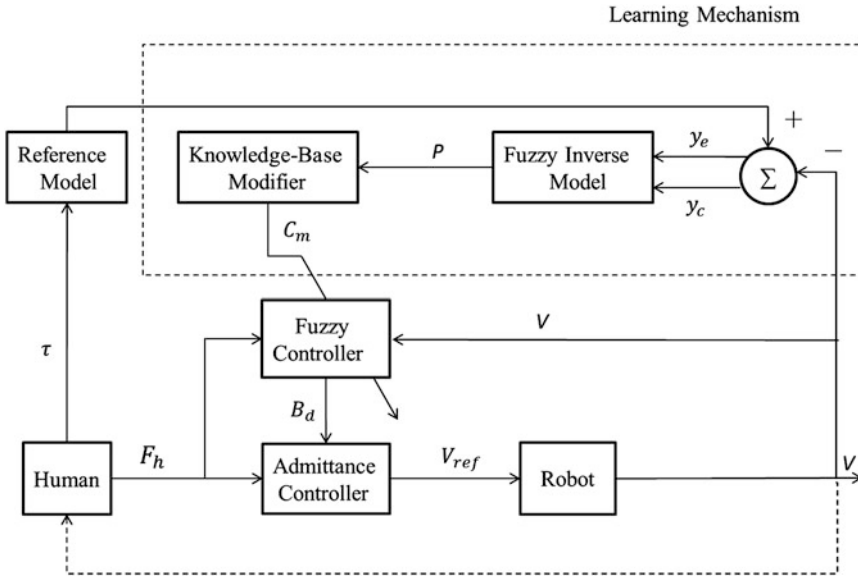 Learning Mechanism
+
−
Reference
Model
Knowledge-Base
Modifier
P
Fuzzy Inverse
Model
y_e
y_c
Σ
C_m
Fuzzy
Controller
V
τ
B_d
Human
F_h
Admittance
Controller
V_ref
Robot
V